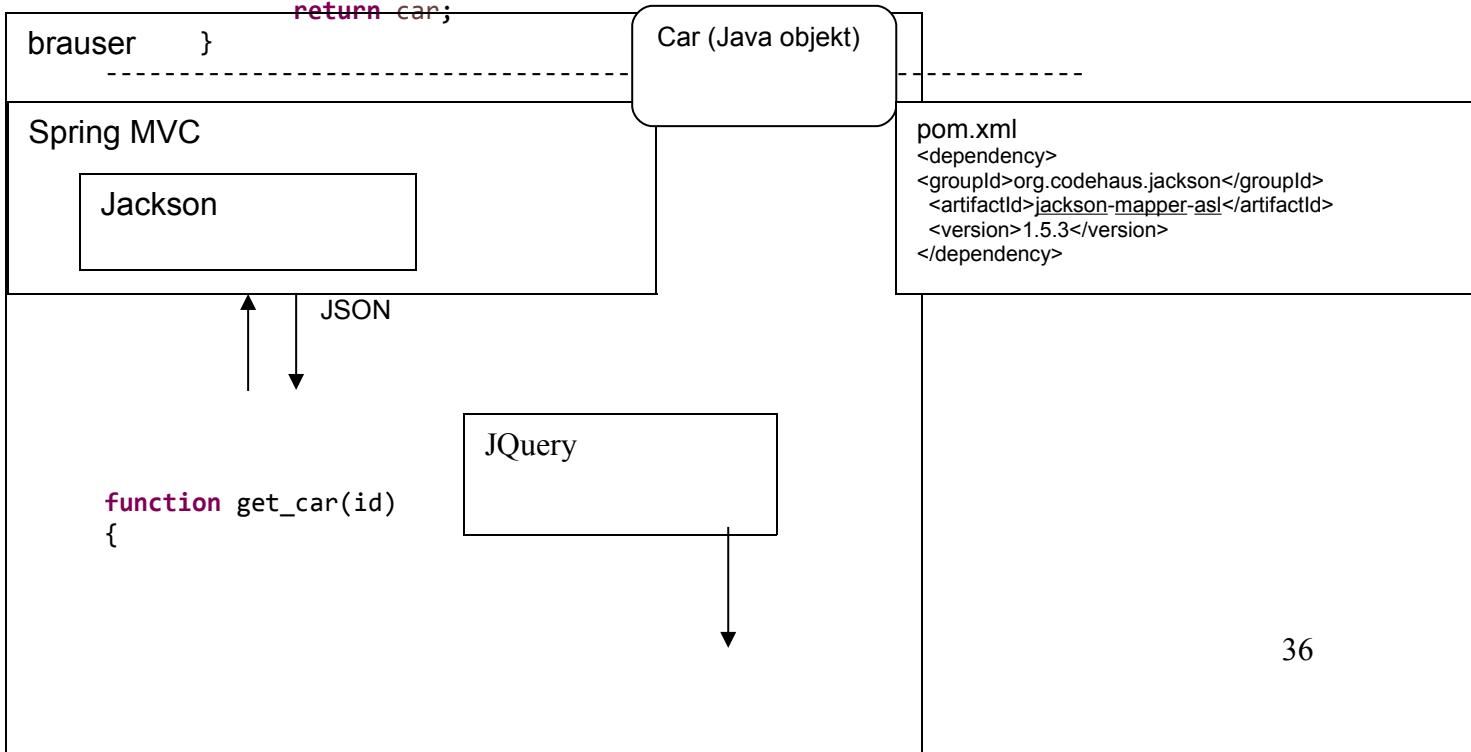 return car;
brauser }
Car (Java objekt)
--------------------------------------------------------------------
Spring MVC
Jackson
pom.xml
<dependency>
<groupId>org.codehaus.jackson</groupId>
<artifactId>jackson-mapper-asl</artifactId>
<version>1.5.3</version>
</dependency>
JSON
JQuery
function get_car(id)
{
36